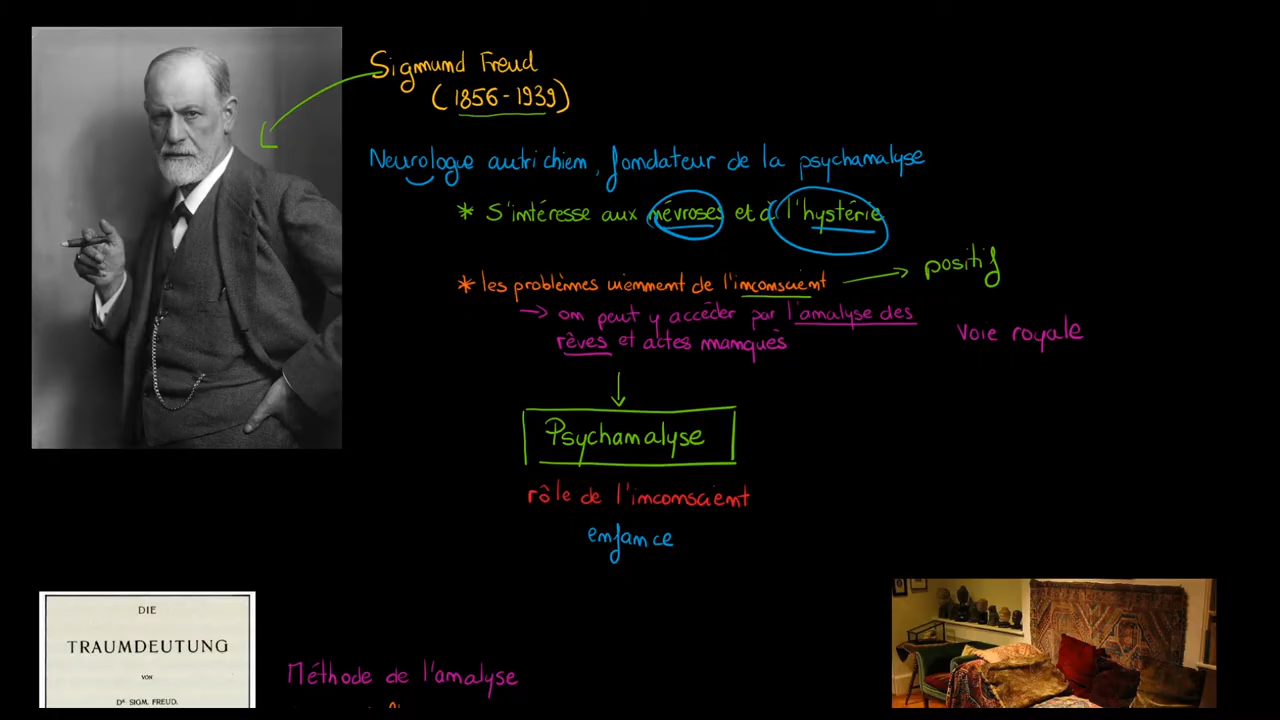 Sigmund Freud
(1856-1939)
Neurologue autrichien, fondateur de la psychanalyse
* S'intéresse aux névroses et à l'hystérie
* les problèmes viennent de l'inconscient → positif
→ on peut y accéder par l'analyse des
rêves et actes manqués
voie royale
Psychanalyse
rôle de l'inconscient
enfance
DIE
TRAUMDEUTUNG
VON
DR SIGM. FREUD.
Méthode de l'analyse